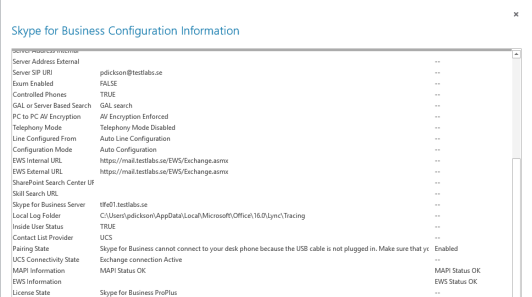 Skype for Business Configuration Information
Server Address Internal
Server Address External --
Server SIP URI pdickson@testlabs.se --
Exum Enabled FALSE --
Controlled Phones TRUE --
GAL or Server Based Search GAL search --
PC to PC AV Encryption AV Encryption Enforced --
Telephony Mode Telephony Mode Disabled --
Line Configured From Auto Line Configuration --
Configuration Mode Auto Configuration --
EWS Internal URL https://mail.testlabs.se/EWS/Exchange.asmx --
EWS External URL https://mail.testlabs.se/EWS/Exchange.asmx --
SharePoint Search Center UR --
Skill Search URL --
Skype for Business Server tlfe01.testlabs.se --
Local Log Folder C:\Users\pdickson\AppData\Local\Microsoft\Office\16.0\Lync\Tracing --
Inside User Status TRUE --
Contact List Provider UCS --
Pairing State Skype for Business cannot connect to your desk phone because the USB cable is not plugged in. Make sure that yo Enabled
UCS Connectivity State Exchange connection Active --
MAPI Information MAPI Status OK MAPI Status OK
EWS Information EWS Status OK
License State Skype for Business ProPlus --